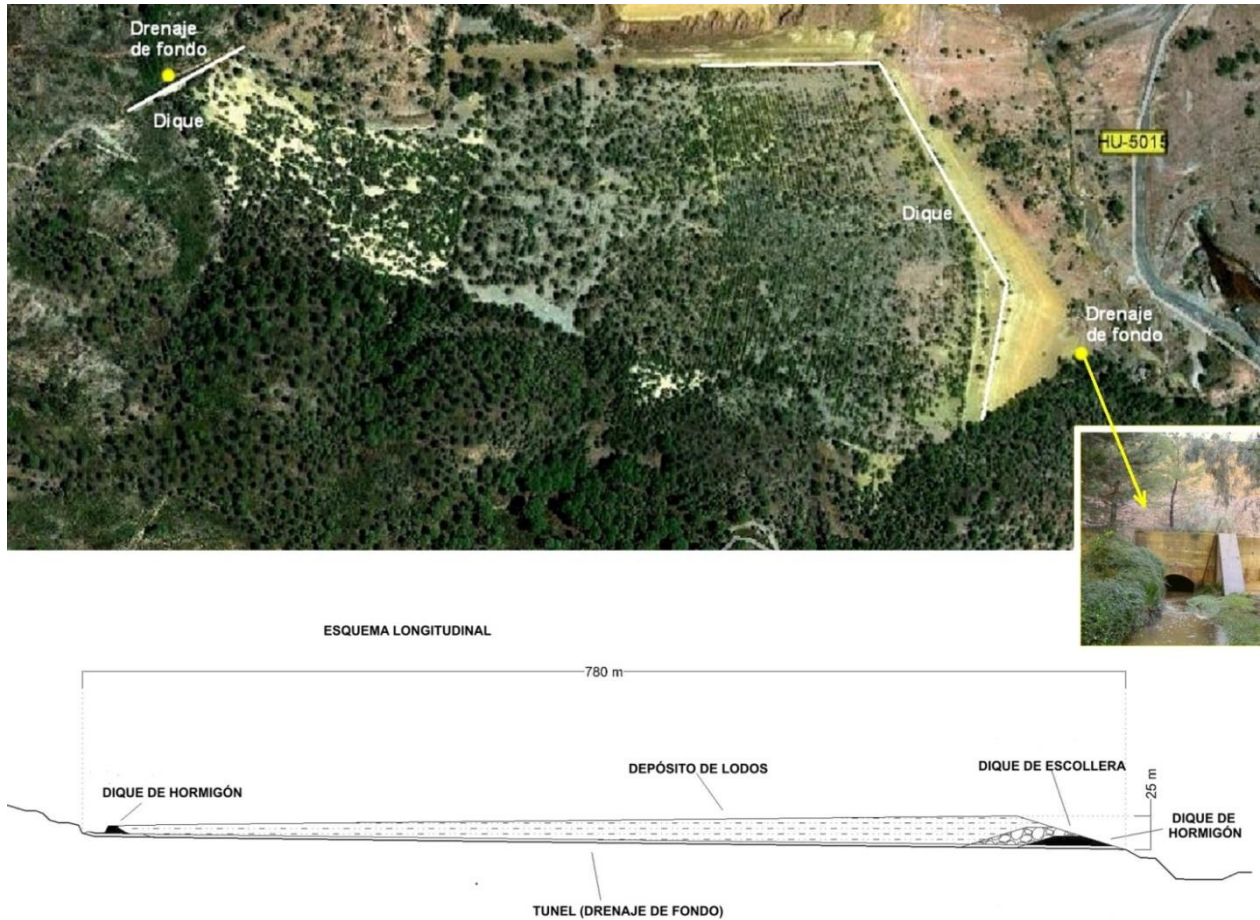 Drenaje
de fondo
Dique
HU-5015
Dique
Drenaje
de fondo
ESQUEMA LONGITUDINAL
780 m
DEPÓSITO DE LODOS
DIQUE DE ESCOLLERA
DIQUE DE HORMIGÓN
25 m
DIQUE DE
HORMIGÓN
TUNEL (DRENAJE DE FONDO)